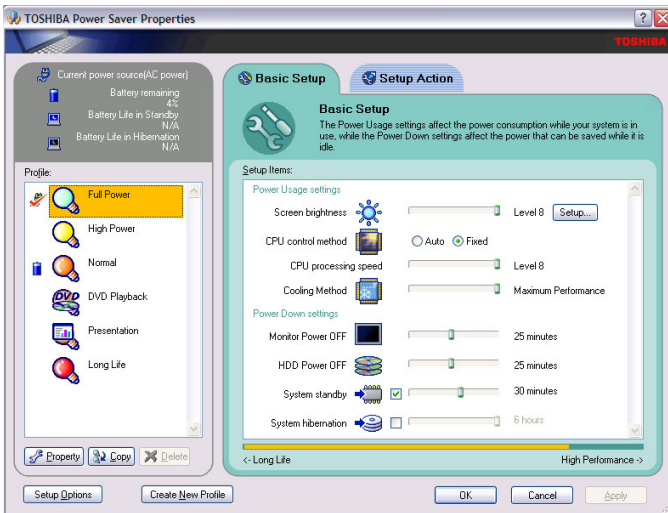 TOSHIBA Power Saver Properties
TOSHIBA
Current power source(AC power)
Battery remaining
4%
Battery Life in Standby
N/A
Battery Life in Hibernation
N/A
Profile:
Full Power
High Power
Normal
DVD
DVD Playback
Presentation
Long Life
Property
Copy
Delete
Basic Setup
Setup Action
Basic Setup
The Power Usage settings affect the power consumption while your system is in
use, while the Power Down settings affect the power that can be saved while it is
idle.
Setup Items:
Power Usage settings
Screen brightness Level 8 Setup...
CPU control method Auto Fixed
CPU processing speed Level 8
Cooling Method Maximum Performance
Power Down settings
Monitor Power OFF 25 minutes
HDD Power OFF 25 minutes
System standby 30 minutes
System hibernation 6 hours
<- Long Life High Performance ->
Setup Options Create New Profile OK Cancel Apply